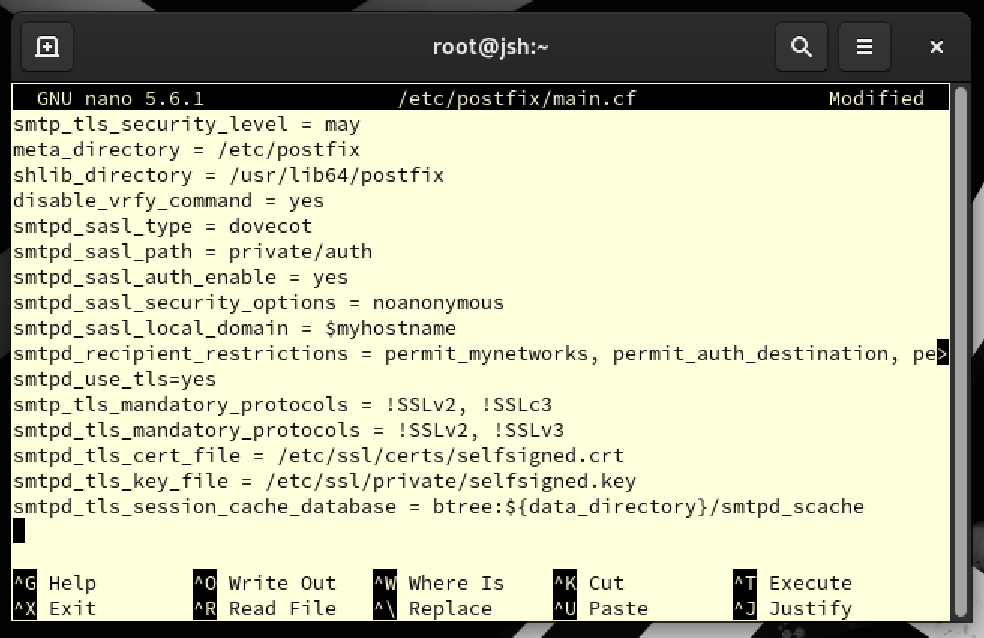 root@jsh:~
GNU nano 5.6.1 /etc/postfix/main.cf Modified
smtp_tls_security_level = may
meta_directory = /etc/postfix
shlib_directory = /usr/lib64/postfix
disable_vrfy_command = yes
smtpd_sasl_type = dovecot
smtpd_sasl_path = private/auth
smtpd_sasl_auth_enable = yes
smtpd_sasl_security_options = noanonymous
smtpd_sasl_local_domain = $myhostname
smtpd_recipient_restrictions = permit_mynetworks, permit_auth_destination, pe>
smtpd_use_tls=yes
smtp_tls_mandatory_protocols = !SSLv2, !SSLc3
smtpd_tls_mandatory_protocols = !SSLv2, !SSLv3
smtpd_tls_cert_file = /etc/ssl/certs/selfsigned.crt
smtpd_tls_key_file = /etc/ssl/private/selfsigned.key
smtpd_tls_session_cache_database = btree:${data_directory}/smtpd_scache
^G Help ^O Write Out ^W Where Is ^K Cut ^T Execute
^X Exit ^R Read File ^\ Replace ^U Paste ^J Justify